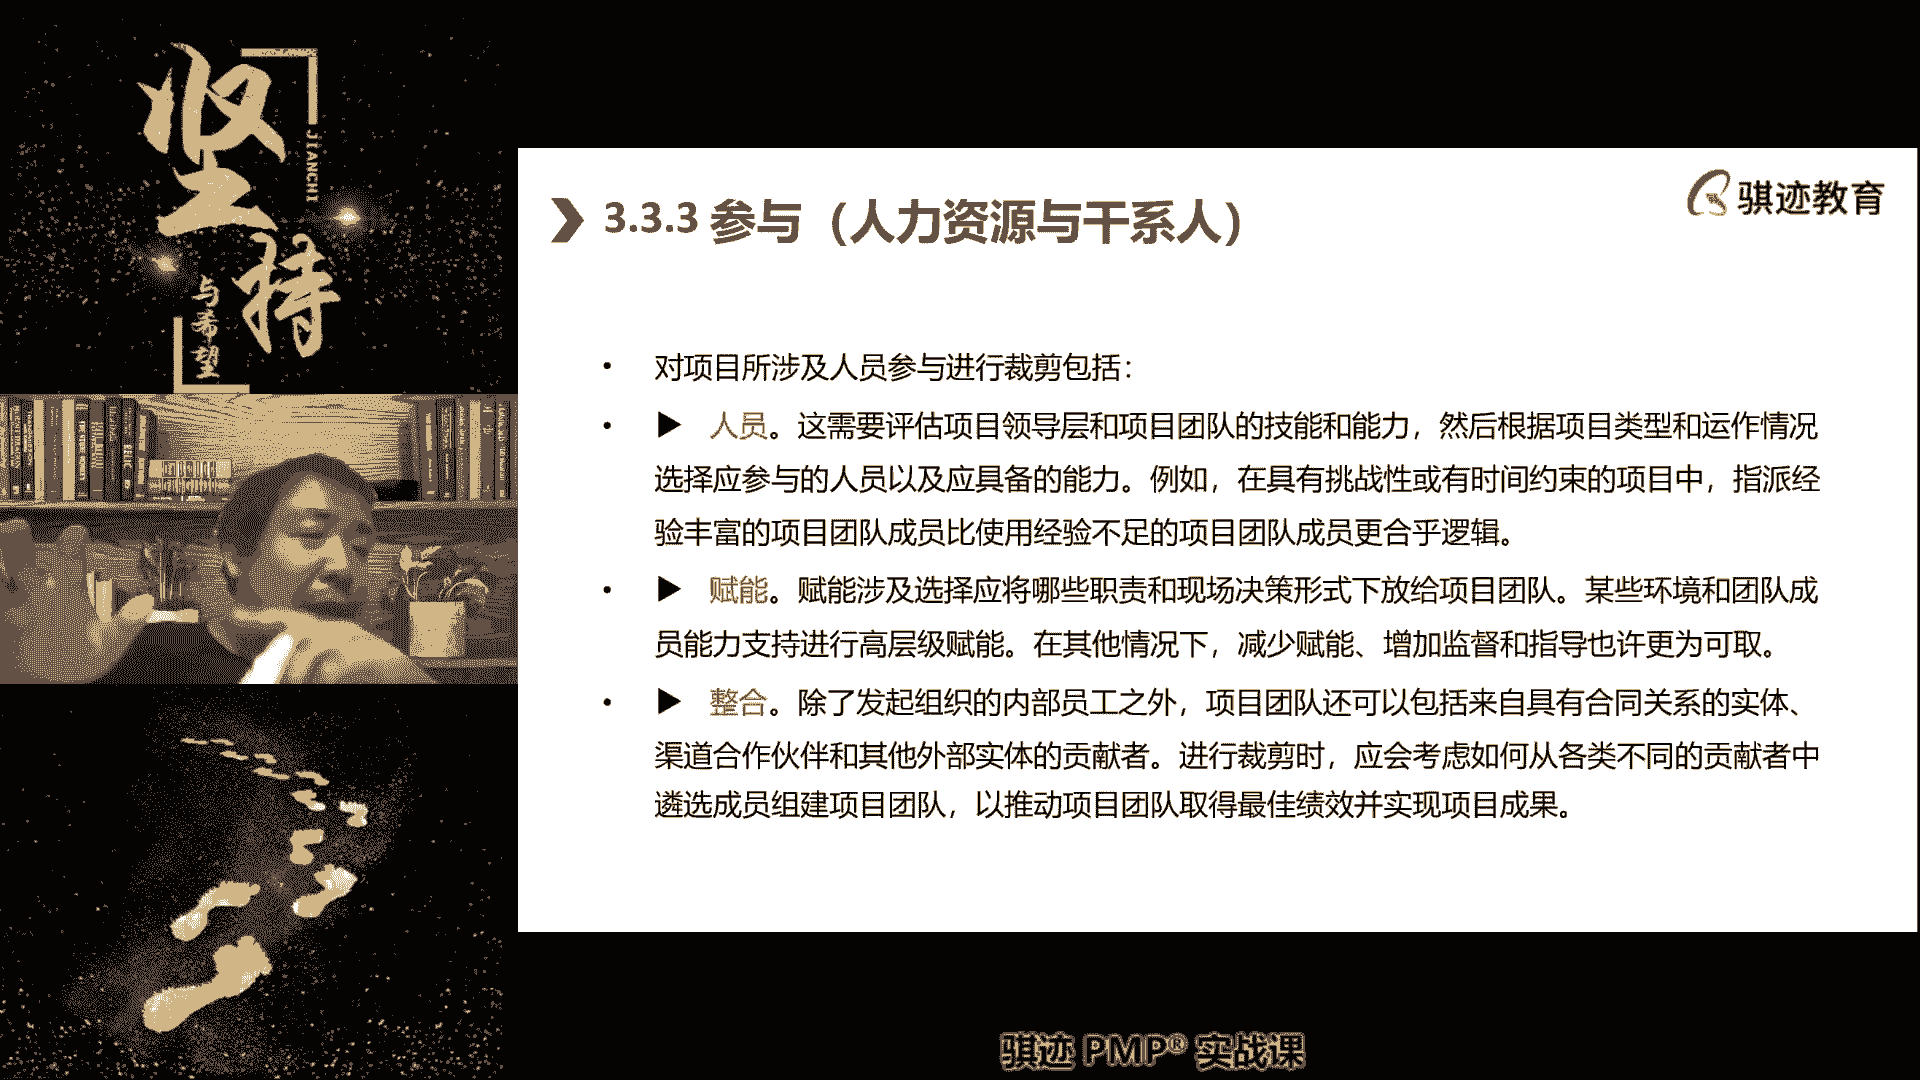 坚持
JIANCHI
与希望
骐迹教育
3.3.3 参与（人力资源与干系人）
• 对项目所涉及人员参与进行裁剪包括：
• ▶ 人员。这需要评估项目领导层和项目团队的技能和能力，然后根据项目类型和运作情况
选择应参与的人员以及应具备的能力。例如，在具有挑战性或有时间约束的项目中，指派经
验丰富的项目团队成员比使用经验不足的项目团队成员更合乎逻辑。
• ▶ 赋能。赋能涉及选择应将哪些职责和现场决策形式下放给项目团队。某些环境和团队成
员能力支持进行高层级赋能。在其他情况下，减少赋能、增加监督和指导也许更为可取。
• ▶ 整合。除了发起组织的内部员工之外，项目团队还可以包括来自具有合同关系的实体、
渠道合作伙伴和其他外部实体的贡献者。进行裁剪时，应会考虑如何从各类不同的贡献者中
遴选成员组建项目团队，以推动项目团队取得最佳绩效并实现项目成果。
骐迹 PMP® 实战课